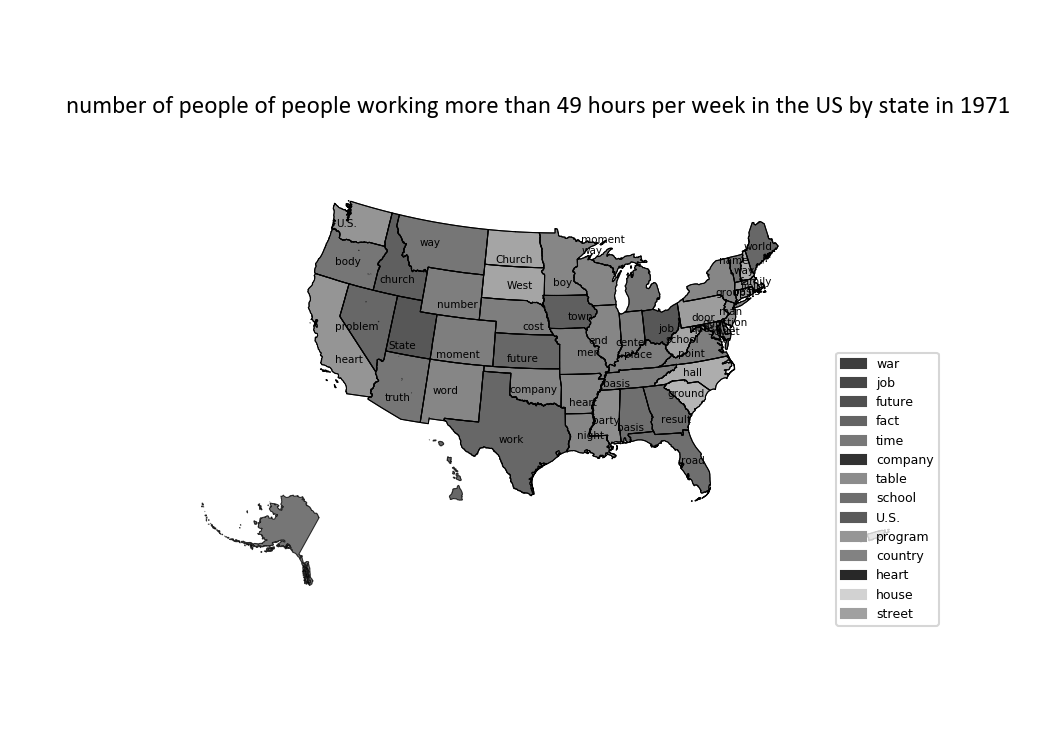 number of people of people working more than 49 hours per week in the US by state in 1971
U.S.
way
moment
way
world
body
Church
name
way
church
West
boy
family
number
group
problem
cost
town
man
door
State
job
end
center
school
heart
moment
future
men
place
point
truth
word
company
basis
hall
heart
ground
party
basis
result
night
work
road
war
job
future
fact
time
company
table
school
U.S.
program
country
heart
house
street